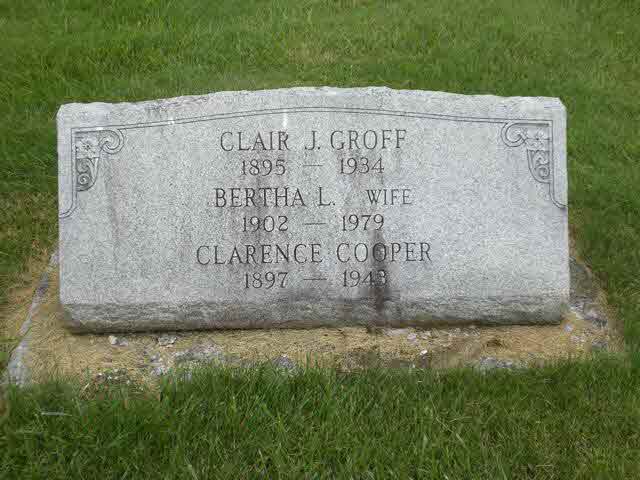 CLAIR J. GROFF
1895 — 1934
BERTHA L. WIFE
1902 — 1979
CLARENCE COOPER
1897 — 1943